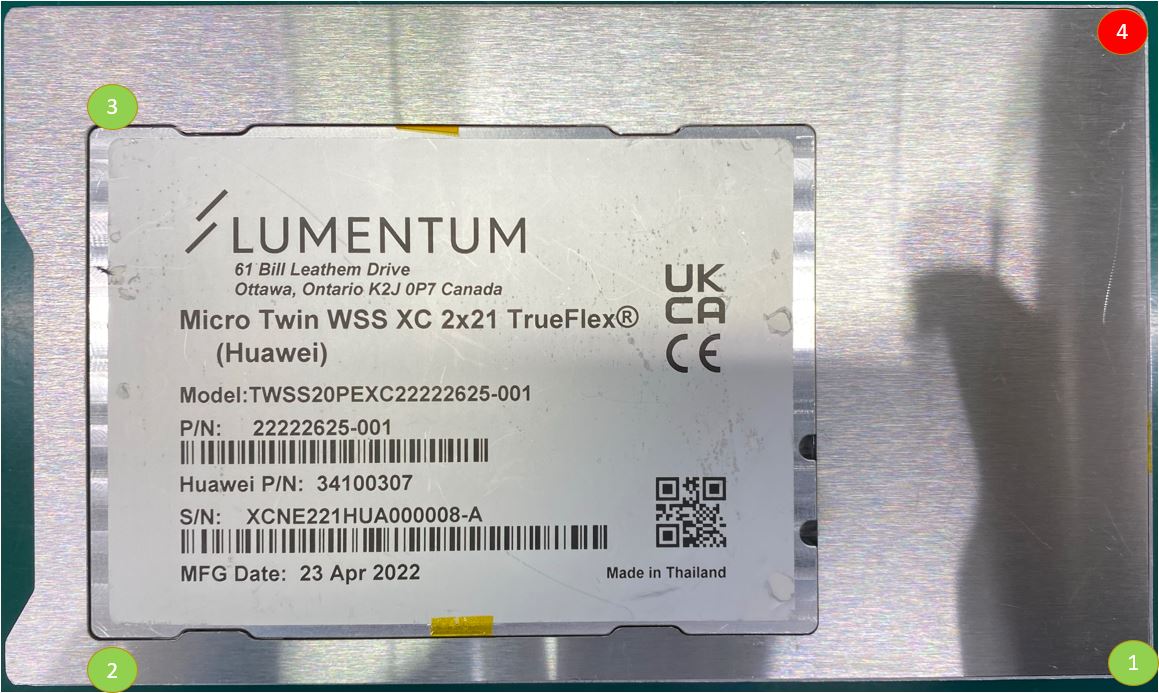 4
3
LUMENTUM
61 Bill Leathem Drive
Ottawa, Ontario K2J 0P7 Canada
UK
CA
Micro Twin WSS XC 2x21 TrueFlex®
(Huawei)
CE
Model:TWSS20PEXC22222625-001
P/N: 22222625-001
Huawei P/N: 34100307
S/N: XCNE221HUA000008-A
MFG Date: 23 Apr 2022
Made in Thailand
2
1